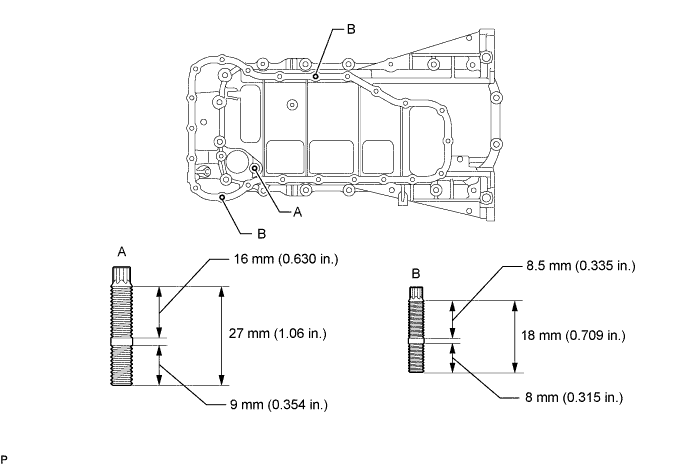 B
A
B
A
16 mm (0.630 in.)
27 mm (1.06 in.)
9 mm (0.354 in.)
B
8.5 mm (0.335 in.)
18 mm (0.709 in.)
8 mm (0.315 in.)
P